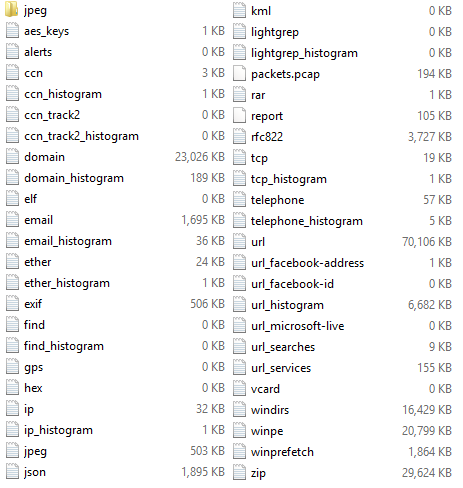 jpeg
aes_keys 1 KB
alerts 0 KB
ccn 3 KB
ccn_histogram 1 KB
ccn_track2 0 KB
ccn_track2_histogram 0 KB
domain 23,026 KB
domain_histogram 189 KB
elf 0 KB
email 1,695 KB
email_histogram 36 KB
ether 24 KB
ether_histogram 1 KB
exif 506 KB
find 0 KB
find_histogram 0 KB
gps 0 KB
hex 0 KB
ip 32 KB
ip_histogram 1 KB
jpeg 503 KB
json 1,895 KB
kml 0 KB
lightgrep 0 KB
lightgrep_histogram 0 KB
packets.pcap 194 KB
rar 1 KB
report 105 KB
rfc822 3,727 KB
tcp 19 KB
tcp_histogram 1 KB
telephone 57 KB
telephone_histogram 5 KB
url 70,106 KB
url_facebook-address 1 KB
url_facebook-id 0 KB
url_histogram 6,682 KB
url_microsoft-live 0 KB
url_searches 9 KB
url_services 155 KB
vcard 0 KB
windirs 16,429 KB
winpe 20,799 KB
winprefetch 1,864 KB
zip 29,624 KB